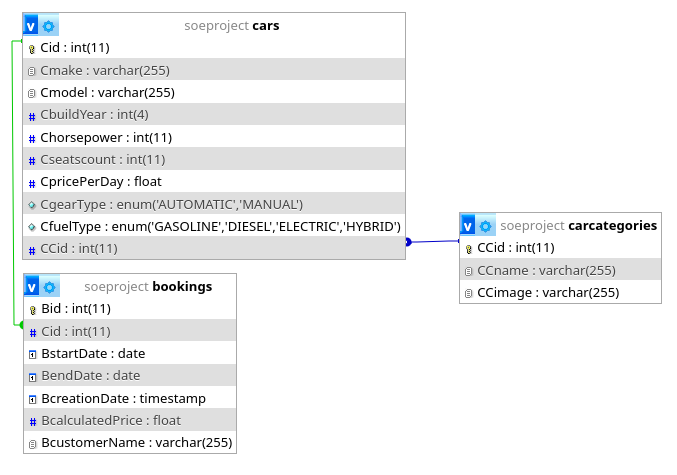 v soeproject cars
Cid : int(11)
Cmake : varchar(255)
Cmodel : varchar(255)
CbuildYear : int(4)
Chorsepower : int(11)
Cseatscount : int(11)
CpricePerDay : float
CgearType : enum('AUTOMATIC','MANUAL')
CfuelType : enum('GASOLINE','DIESEL','ELECTRIC','HYBRID')
CCid : int(11)
v soeproject carcategories
CCid : int(11)
CCname : varchar(255)
CCimage : varchar(255)
v soeproject bookings
Bid : int(11)
Cid : int(11)
BstartDate : date
BendDate : date
BcreationDate : timestamp
BcalculatedPrice : float
BcustomerName : varchar(255)